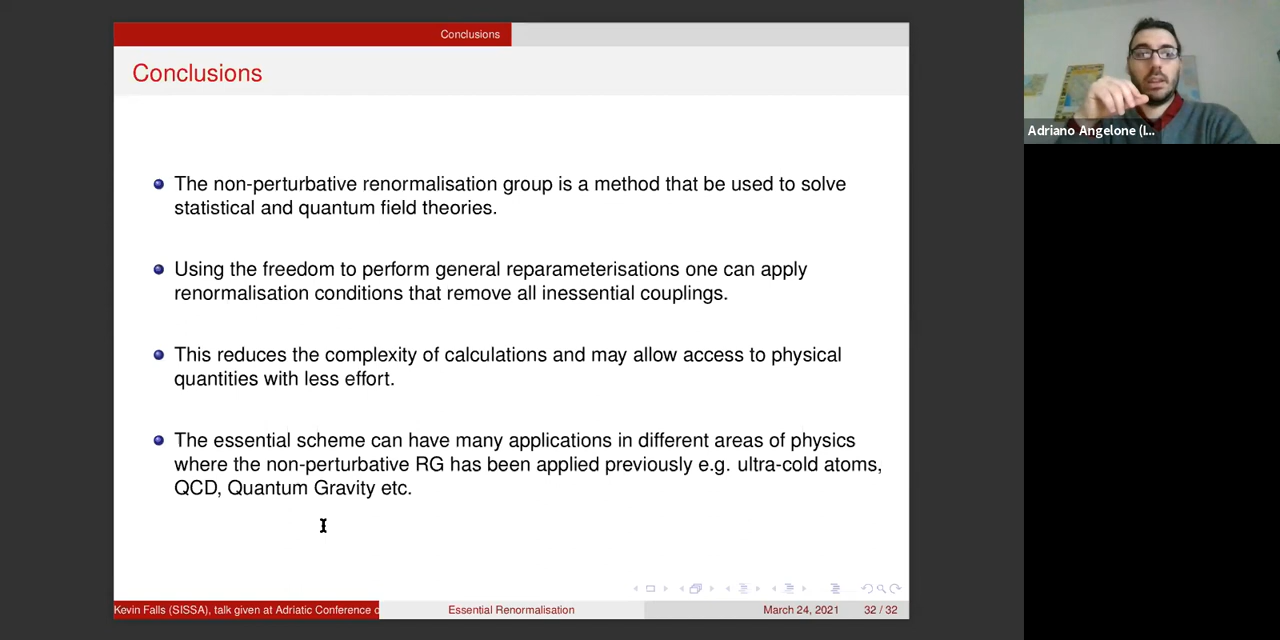 Conclusions
Conclusions
The non-perturbative renormalisation group is a method that be used to solve
statistical and quantum field theories.
Using the freedom to perform general reparameterisations one can apply
renormalisation conditions that remove all inessential couplings.
This reduces the complexity of calculations and may allow access to physical
quantities with less effort.
The essential scheme can have many applications in different areas of physics
where the non-perturbative RG has been applied previously e.g. ultra-cold atoms,
QCD, Quantum Gravity etc.
Kevin Falls (SISSA), talk given at Adriatic Conference
Essential Renormalisation
March 24, 2021
32 / 32
Adriano Angelone (I...